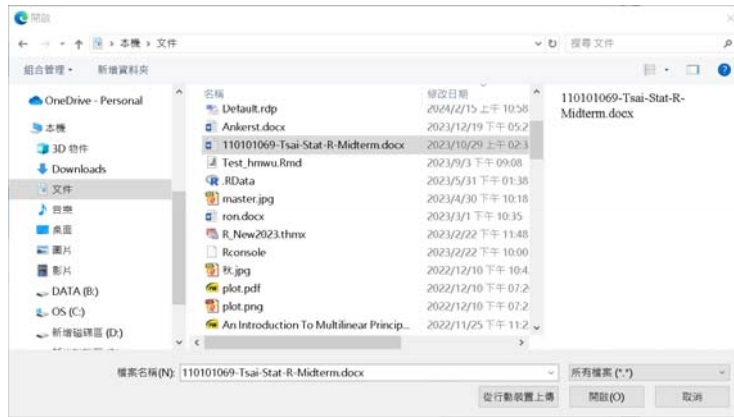 開啟
本機 › 文件
搜尋 文件
組合管理
新增資料夾
OneDrive - Personal
本機
3D 物件
Downloads
文件
音樂
桌面
圖片
影片
DATA (B:)
OS (C:)
新增磁碟區 (D:)
名稱 修改日期
Default.rdp 2024/2/15 上午 10:58
Ankerst.docx 2023/12/19 下午 05:2
110101069-Tsai-Stat-R-Midterm.docx 2023/10/29 上午 02:3
Test_hmwu.Rmd 2023/9/3 下午 09:08
.RData 2023/5/31 下午 01:38
master.jpg 2023/4/30 下午 10:18
ron.docx 2023/3/1 下午 10:35
R_New2023.thmx 2023/2/22 下午 11:48
Rconsole 2023/2/22 下午 10:00
秋.jpg 2022/12/10 下午 10:4
plot.pdf 2022/12/10 下午 07:2
plot.png 2022/12/10 下午 07:2
An Introduction To Multilinear Princip... 2022/11/25 下午 11:2
110101069-Tsai-Stat-R-
Midterm.docx
檔案名稱(N): 110101069-Tsai-Stat-R-Midterm.docx
所有檔案 (*.*)
從行動裝置上傳
開啟(O)
取消